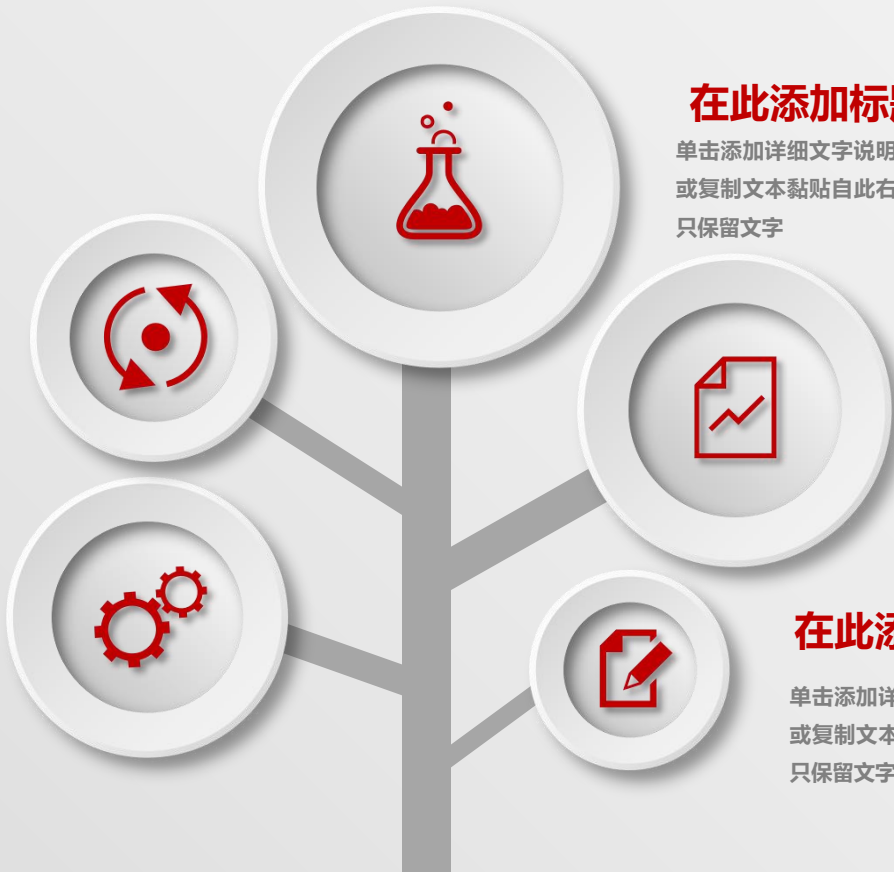 在此添加标题
单击添加详细文字说明
或复制文本黏贴自此右
只保留文字
在此添
单击添加详
或复制文本
只保留文字